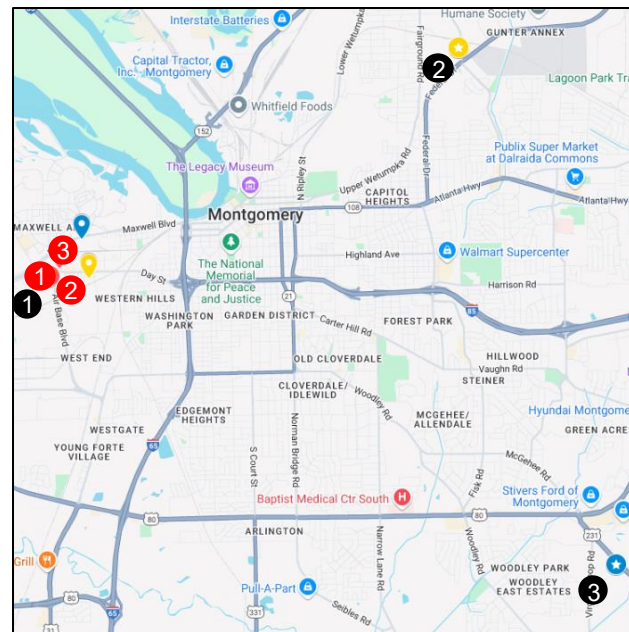 Interstate Batteries
Humane Society
GUNTER ANNEX
Capital Tractor,
Inc. - Montgomery
Lower Wetumpka
Fairground Rd
2
Federal Dr
Lagoon Park Tra
Whitfield Foods
152
Publix Super Market
at Dalraida Commons
The Legacy Museum
N Ripley St
Upper Wetumpka Rd
Federal Dr
CAPITOL
HEIGHTS
Atlanta Hwy
Atlanta Hwy
108
Montgomery
MAXWELL A
Maxwell Blvd
3
The National
Memorial
for Peace
and Justice
Highland Ave
Walmart Supercenter
1
2
Day St
Harrison Rd
1
WESTERN HILLS
21
85
Air Base Blvd
WASHINGTON
PARK
GARDEN DISTRICT
Carter Hill Rd
FOREST PARK
WEST END
OLD CLOVERDALE
HILLWOOD
Vaughn Rd
STEINER
CLOVERDALE/
IDLEWILD
Woodley Rd
EDGEMONT
HEIGHTS
MCGEHEE/
ALLENDALE
Hyundai Montgome
GREEN ACRE
WESTGATE
65
YOUNG FORTE
VILLAGE
S Court St
Norman Bridge Rd
McGehee Rd
Fisk Rd
Baptist Medical Ctr South
H
Stivers Ford of
Montgomery
80
80
ARLINGTON
231
Narrow Lane Rd
Woodley Rd
Grill
WOODLEY PARK
WOODLEY
EAST ESTATES
3
Pull-A-Part
80
65
331
Seibles Rd